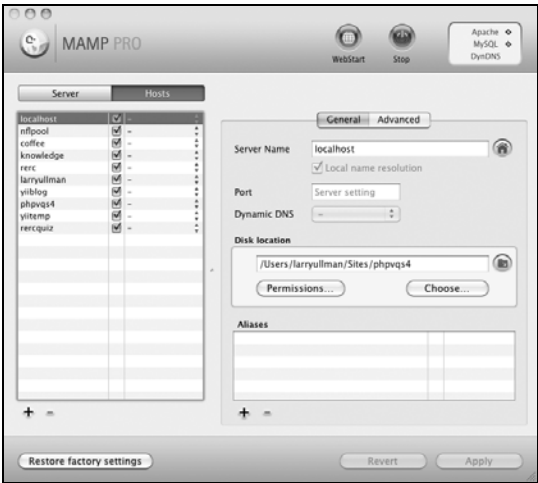 MAMP PRO
WebStart
Stop
Apache
MySQL
DynDNS
Server
Hosts
localhost –
nflpool –
coffee –
knowledge –
rerc –
larryullman –
yiiblog –
phpvqs4 –
yiitemp –
rercquiz –
+ –
General
Advanced
Server Name localhost
Local name resolution
Port Server setting
Dynamic DNS –
Disk location
/Users/larryullman/Sites/phpvqs4
Permissions...
Choose...
Aliases
+ –
Restore factory settings
Revert
Apply